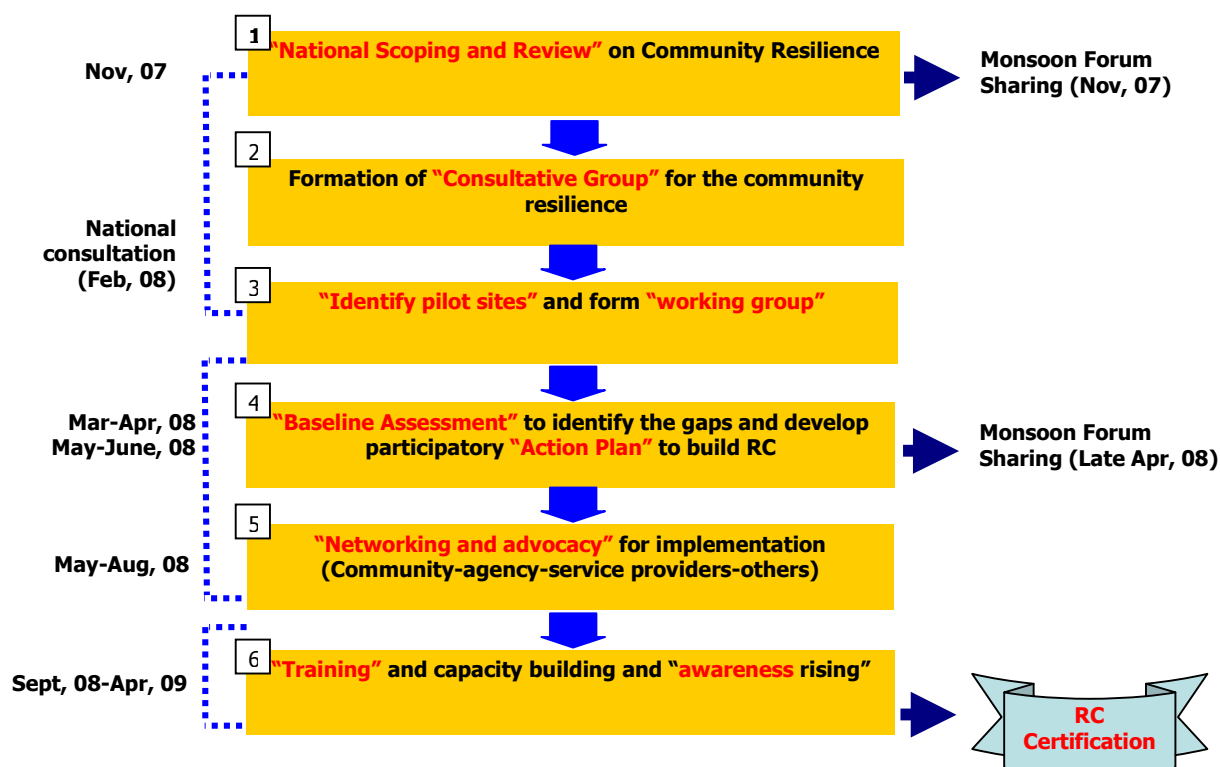 1
“National Scoping and Review” on Community Resilience
Nov, 07
Monsoon Forum
Sharing (Nov, 07)
2
Formation of “Consultative Group” for the community
resilience
National
consultation
(Feb, 08)
3
“Identify pilot sites” and form “working group”
Mar-Apr, 08
May-June, 08
4
“Baseline Assessment” to identify the gaps and develop
participatory “Action Plan” to build RC
Monsoon Forum
Sharing (Late Apr, 08)
5
“Networking and advocacy” for implementation
(Community-agency-service providers-others)
May-Aug, 08
6
“Training” and capacity building and “awareness rising”
Sept, 08-Apr, 09
RC
Certification